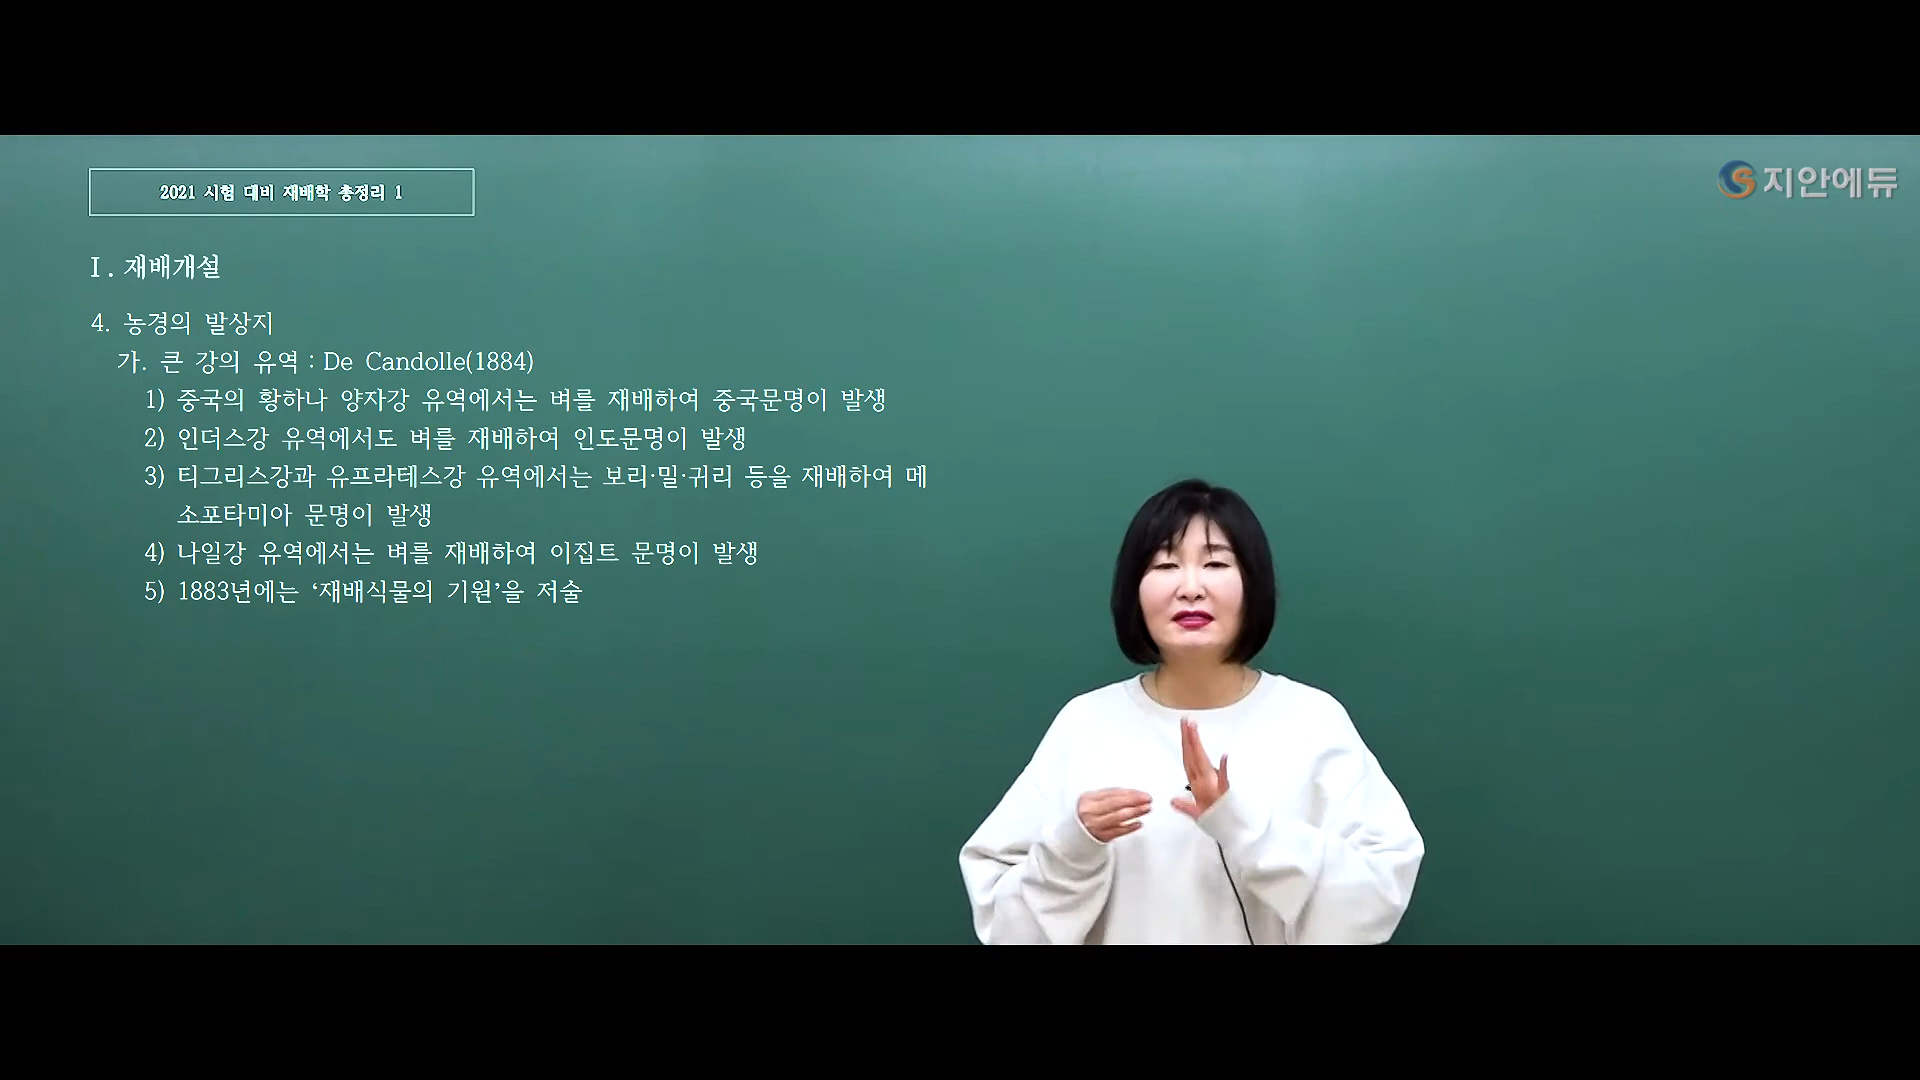 2021 시험 대비 재배학 총정리 1
지안에듀
Ⅰ. 재배개설
4. 농경의 발상지
가. 큰 강의 유역 : De Candolle(1884)
1) 중국의 황하나 양자강 유역에서는 벼를 재배하여 중국문명이 발생
2) 인더스강 유역에서도 벼를 재배하여 인도문명이 발생
3) 티그리스강과 유프라테스강 유역에서는 보리·밀·귀리 등을 재배하여 메
소포타미아 문명이 발생
4) 나일강 유역에서는 벼를 재배하여 이집트 문명이 발생
5) 1883년에는 ‘재배식물의 기원’을 저술